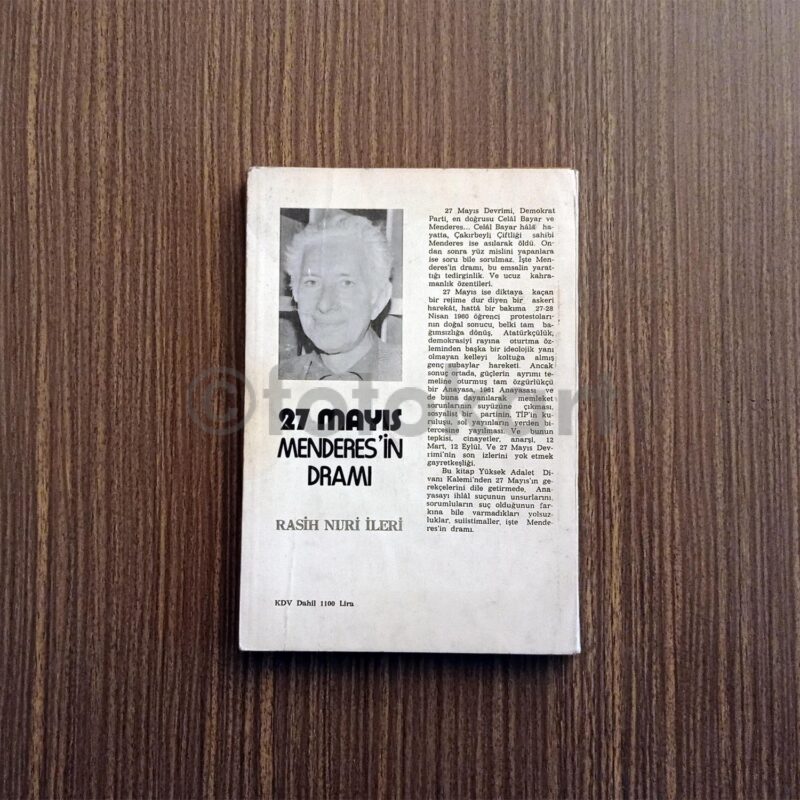 27 MAYIS
MENDERES'İN
DRAMI
RASİH NURİ İLERİ
KDV Dahil 1100 Lira
27 Mayıs Devrimi, Demokrat
Parti, en doğrusu Celâl Bayar ve
Menderes... Celâl Bayar hâlâ ha-
yatta, Çakırbeyli Çiftliği sahibi
Menderes ise asılarak öldü. On-
dan sonra yüz mislini yapanlara
ise soru bile sorulmaz. İşte Men-
deres'in dramı, bu emsalin yarat-
tığı tedirginlik. Ve ucuz kahra-
manlık özentileri.
27 Mayıs ise diktaya kaçan
bir rejime dur diyen bir askerî
harekât, hattâ bir bakıma 27-28
Nisan 1960 öğrenci protestoları-
nın doğal sonucu, belki tam ba-
ğımsızlığa dönüş, Atatürkçülük,
demokrasiyi rayına oturtma öz-
leminden başka bir ideolojik yanı
olmayan kelleyi koltuğa almış
genç subaylar hareketi. Ancak
sonuç ortada, güçlerin ayrımı te-
meline oturmuş tam özgürlükçü
bir Anayasa, 1961 Anayasası ve
de buna dayanılarak memleket
sorunlarının suyüzüne çıkması,
sosyalist bir partinin, TİP'in ku-
ruluşu, sol yayınların yerden bi-
tercesine yayılması. Ve bunun
tepkisi, cinayetler, anarşi, 12
Mart, 12 Eylül. Ve 27 Mayıs Dev-
rimi'nin son izlerini yok etmek
gayretkeşliği.
Bu kitap Yüksek Adalet Di-
vanı Kalemi'nden 27 Mayıs'ın ge-
rekçelerini dile getirmede, Ana-
yasayı ihlâl suçunun unsurlarını,
sorumluların suç olduğunun far-
kına bile varmadıkları yolsuz-
luklar, suiistimaller, işte Mende-
res'in dramı.